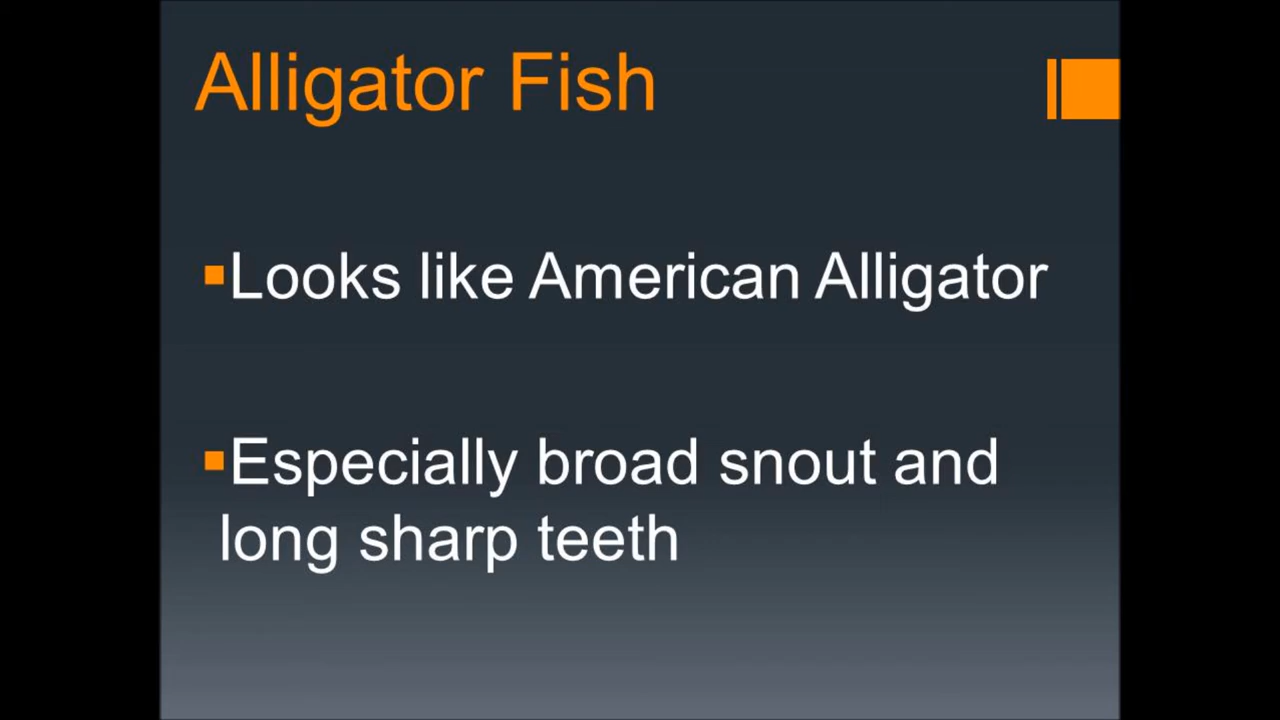 Alligator Fish
Looks like American Alligator
Especially broad snout and
long sharp teeth